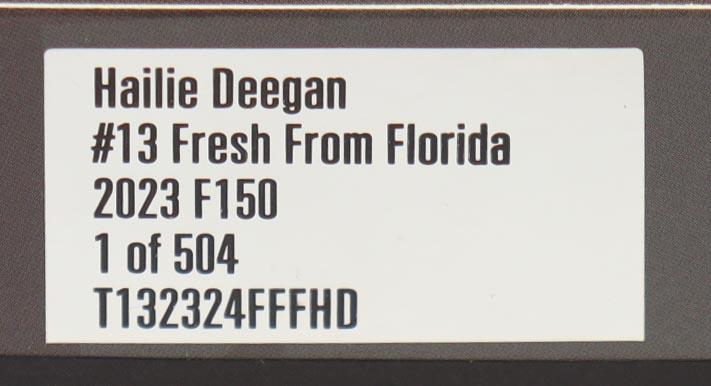 Hailie Deegan
#13 Fresh From Florida
2023 F150
1 of 504
T132324FFFHD